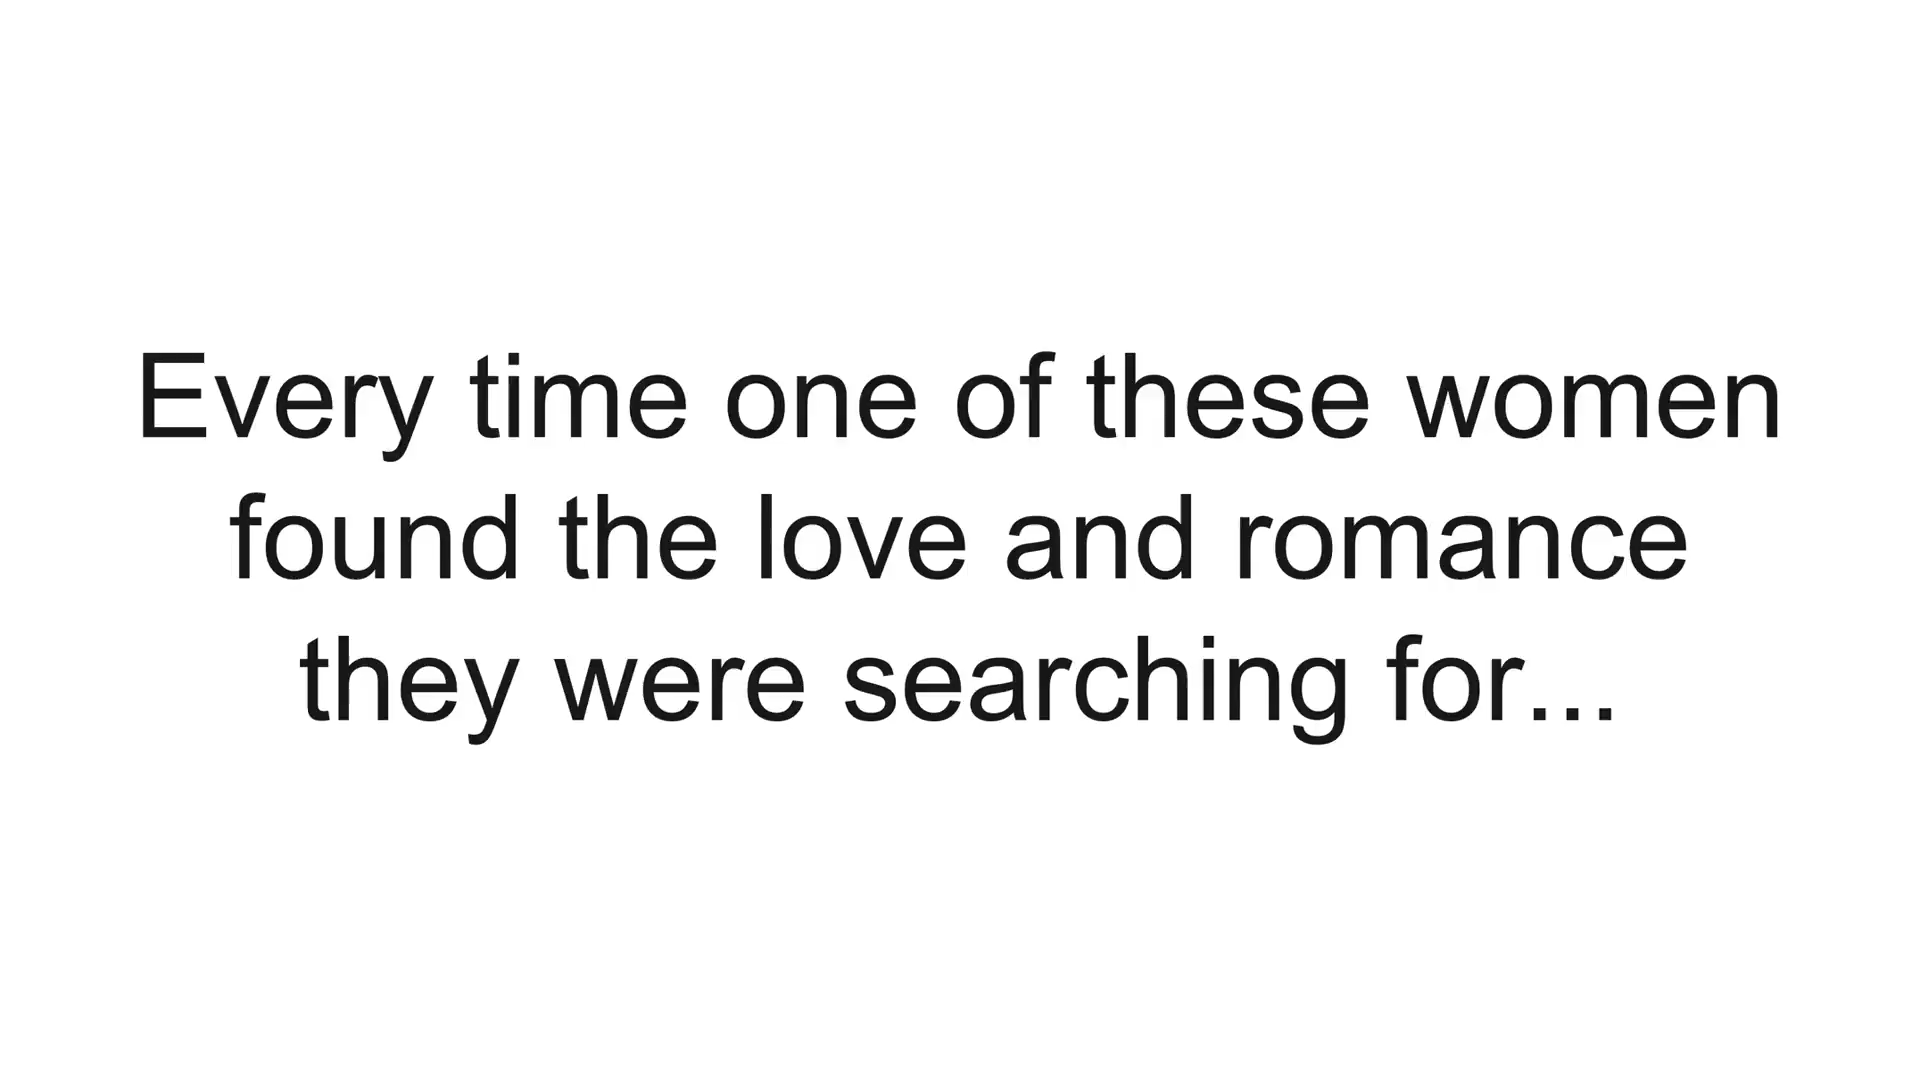 Every time one of these women
found the love and romance
they were searching for...